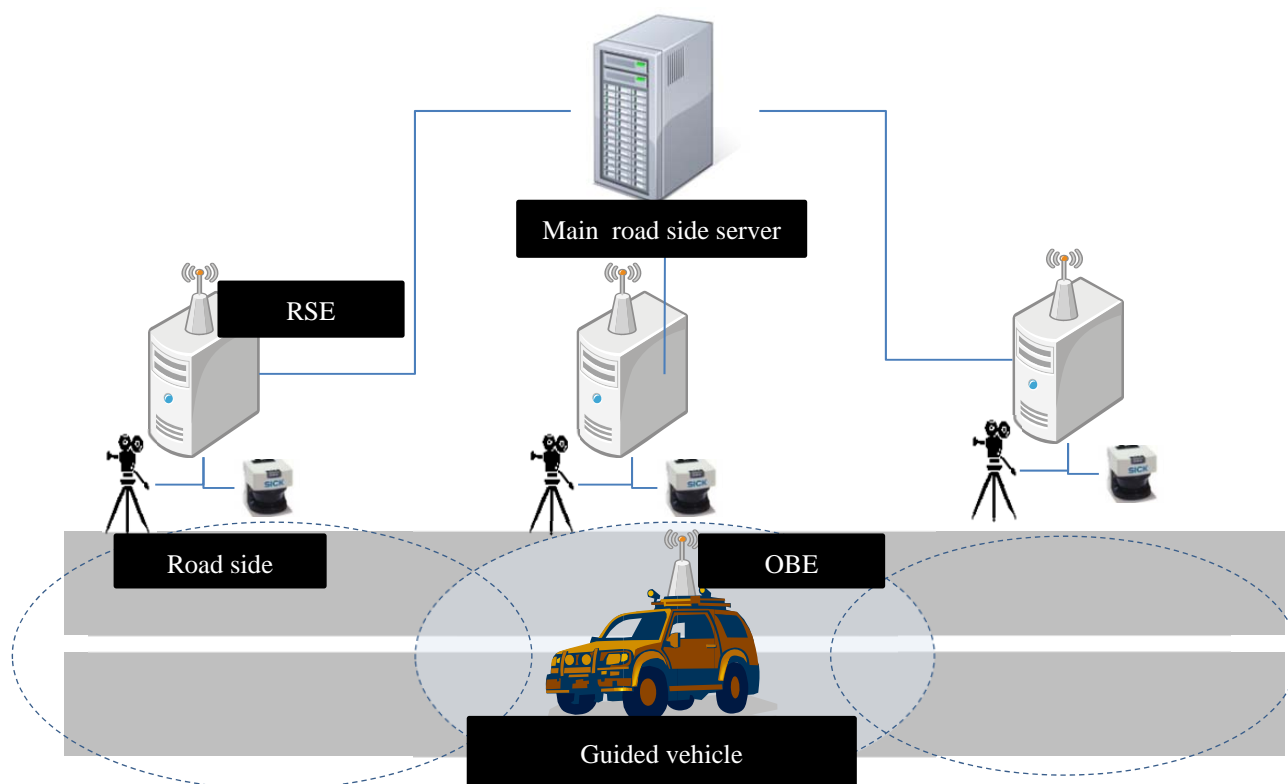 Main road side server
RSE
SICK
SICK
SICK
Road side
OBE
Guided vehicle